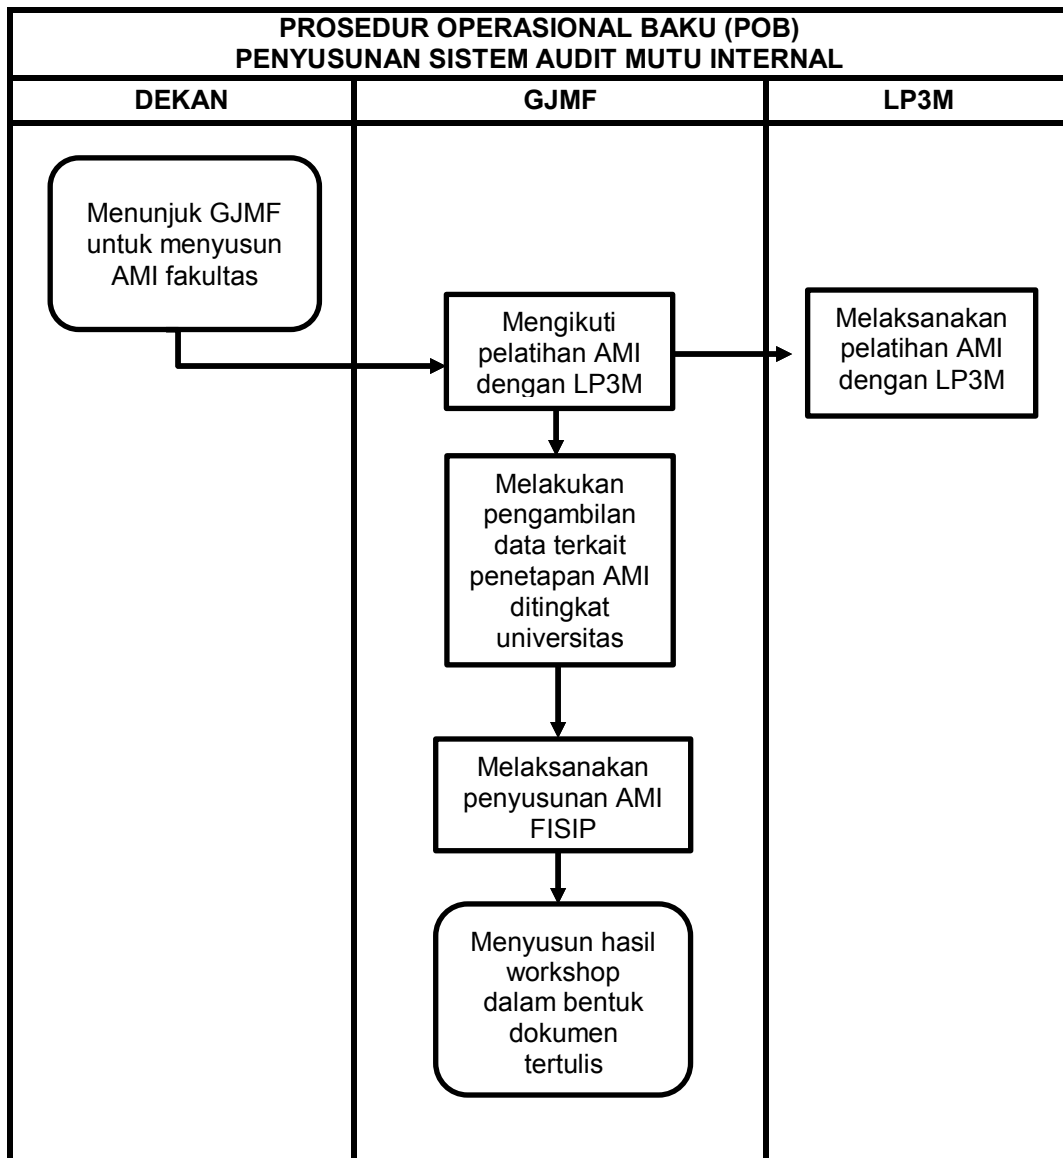 PROSEDUR OPERASIONAL BAKU (POB)
PENYUSUNAN SISTEM AUDIT MUTU INTERNAL
DEKAN
GJMF
LP3M
Menunjuk GJMF
untuk menyusun
AMI fakultas
Mengikuti
pelatihan AMI
dengan LP3M
Melaksanakan
pelatihan AMI
dengan LP3M
Melakukan
pengambilan
data terkait
penetapan AMI
ditingkat
universitas
Melaksanakan
penyusunan AMI
FISIP
Menyusun hasil
workshop
dalam bentuk
dokumen
tertulis